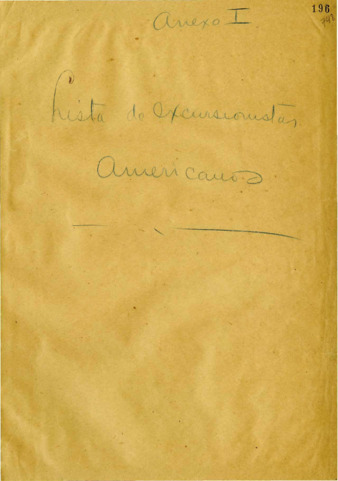 196
Anexo I
Lista de excursionistas
Americanos